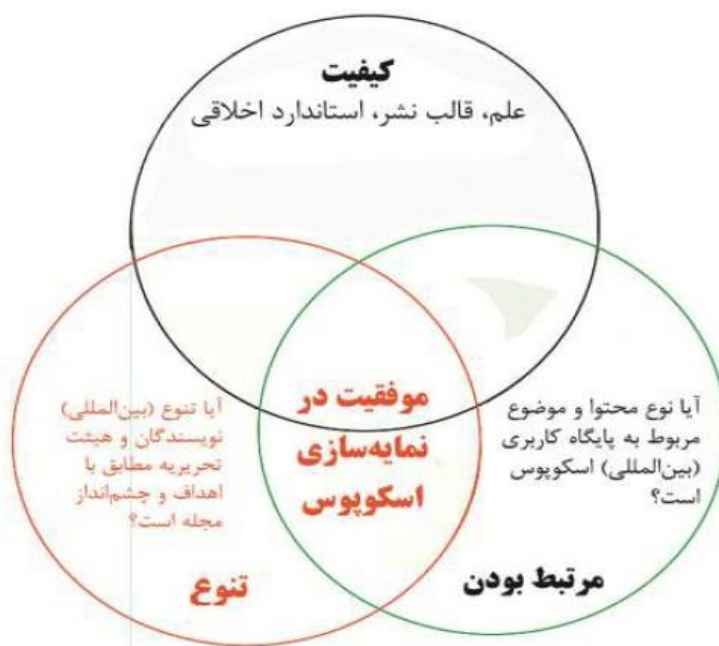 کیفیت
علم، قالب نشر، استاندارد اخلاقی
موفقیت در
نمایه‌سازی
اسکوپوس
آیا نوع محتوا و موضوع
مربوط به پایگاه کاربری
(بین‌المللی) اسکوپوس
است؟
مرتبط بودن
آیا تنوع (بین‌المللی)
نویسندگان و هیئت
تحریریه مطابق با
اهداف و چشم‌انداز
مجله است؟
تنوع